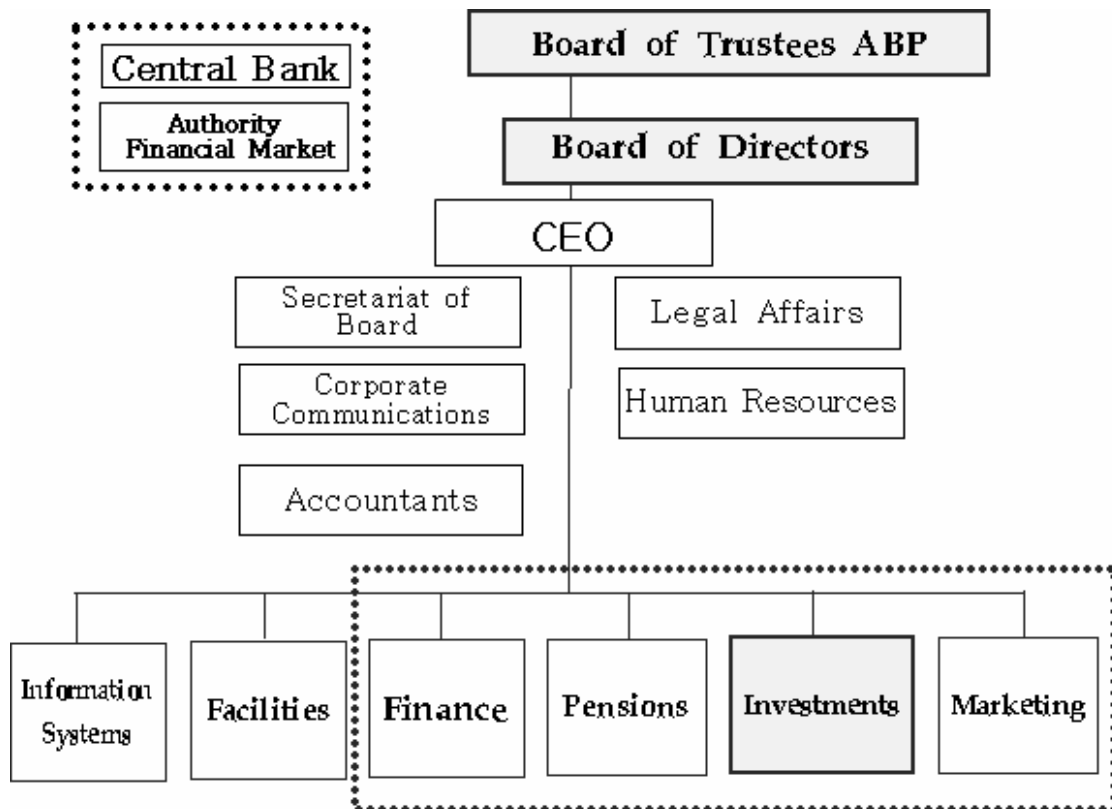 Central Bank
Authority
Financial Market
Board of Trustees ABP
Board of Directors
CEO
Secretariat of
Board
Legal Affairs
Corporate
Communications
Human Resources
Accountants
Information
Systems
Facilities
Finance
Pensions
Investments
Marketing